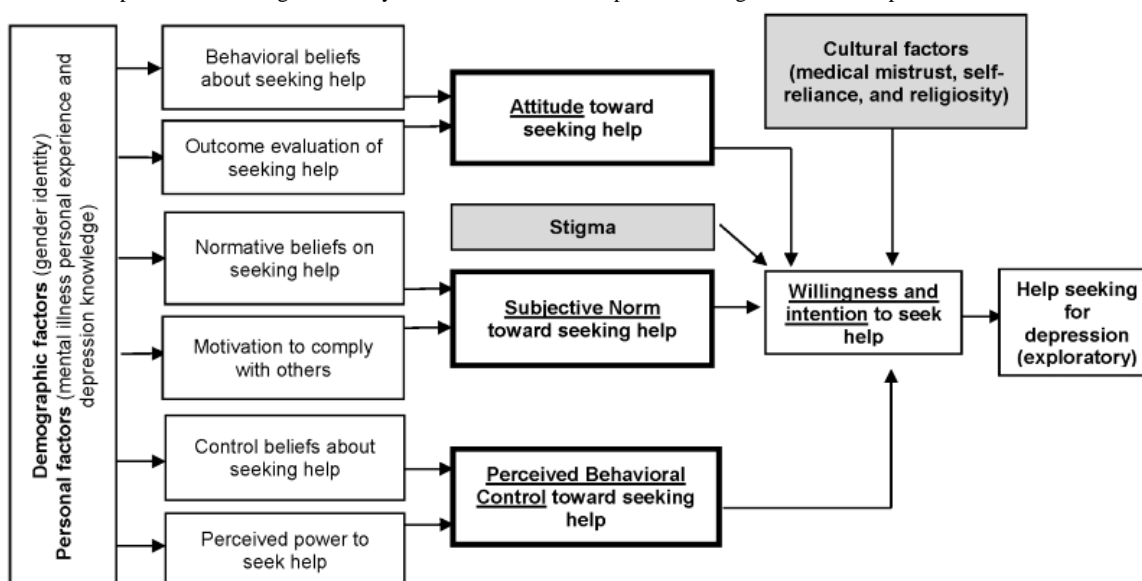 Demographic factors (gender identity)
Personal factors (mental illness personal experience and
depression knowledge)
Behavioral beliefs
about seeking help
Outcome evaluation of
seeking help
Normative beliefs on
seeking help
Motivation to comply
with others
Control beliefs about
seeking help
Perceived power to
seek help
Attitude toward
seeking help
Stigma
Subjective Norm
toward seeking help
Perceived Behavioral
Control toward seeking
help
Cultural factors
(medical mistrust, self-
reliance, and religiosity)
Willingness and
intention to seek
help
Help seeking
for
depression
(exploratory)